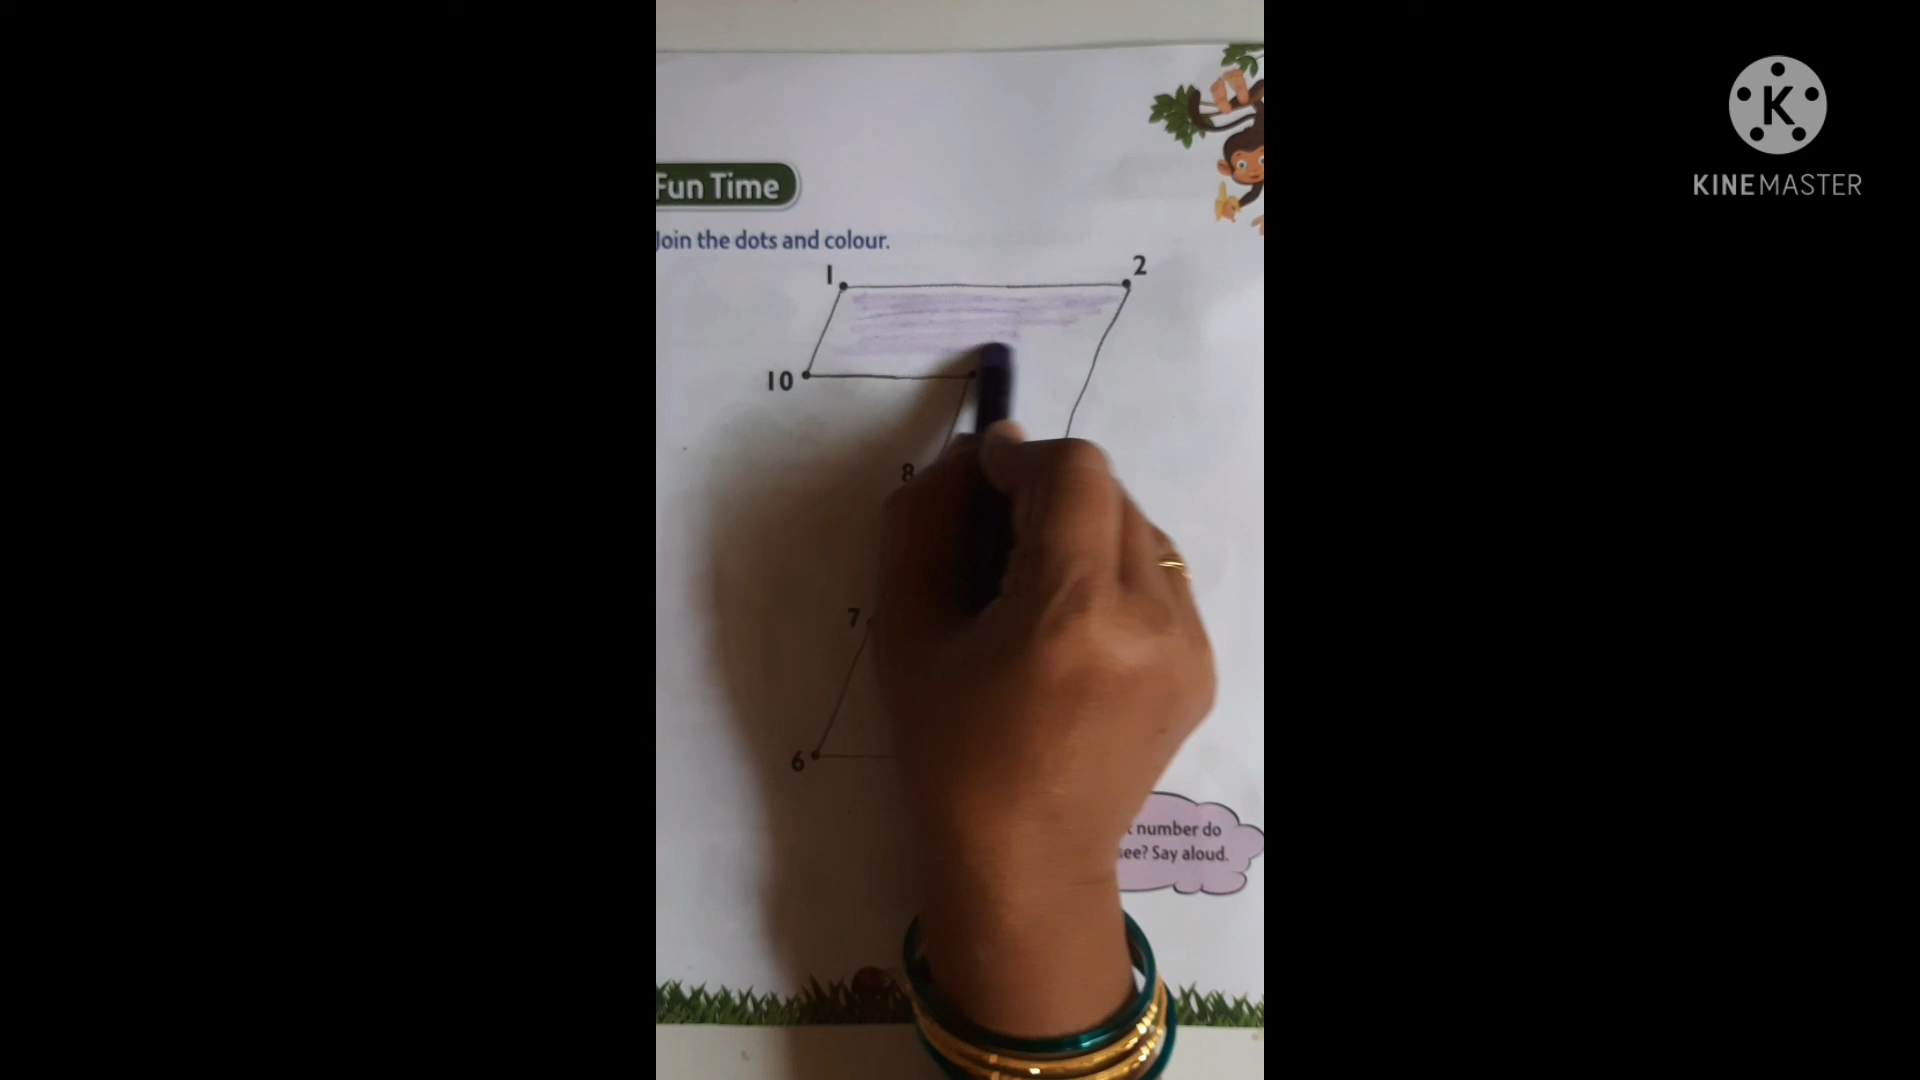 K
KINEMASTER
Fun Time
Join the dots and colour.
1
2
10
8
7
6
number do
see? Say aloud.